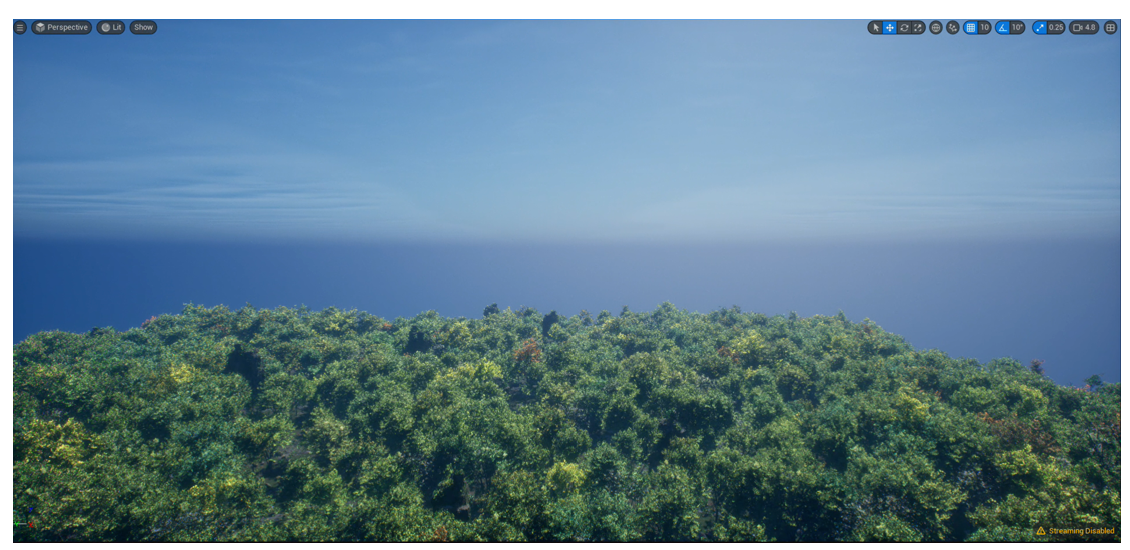 Perspective Lit Show 10 10° 0.25 4.8
Streaming Disabled